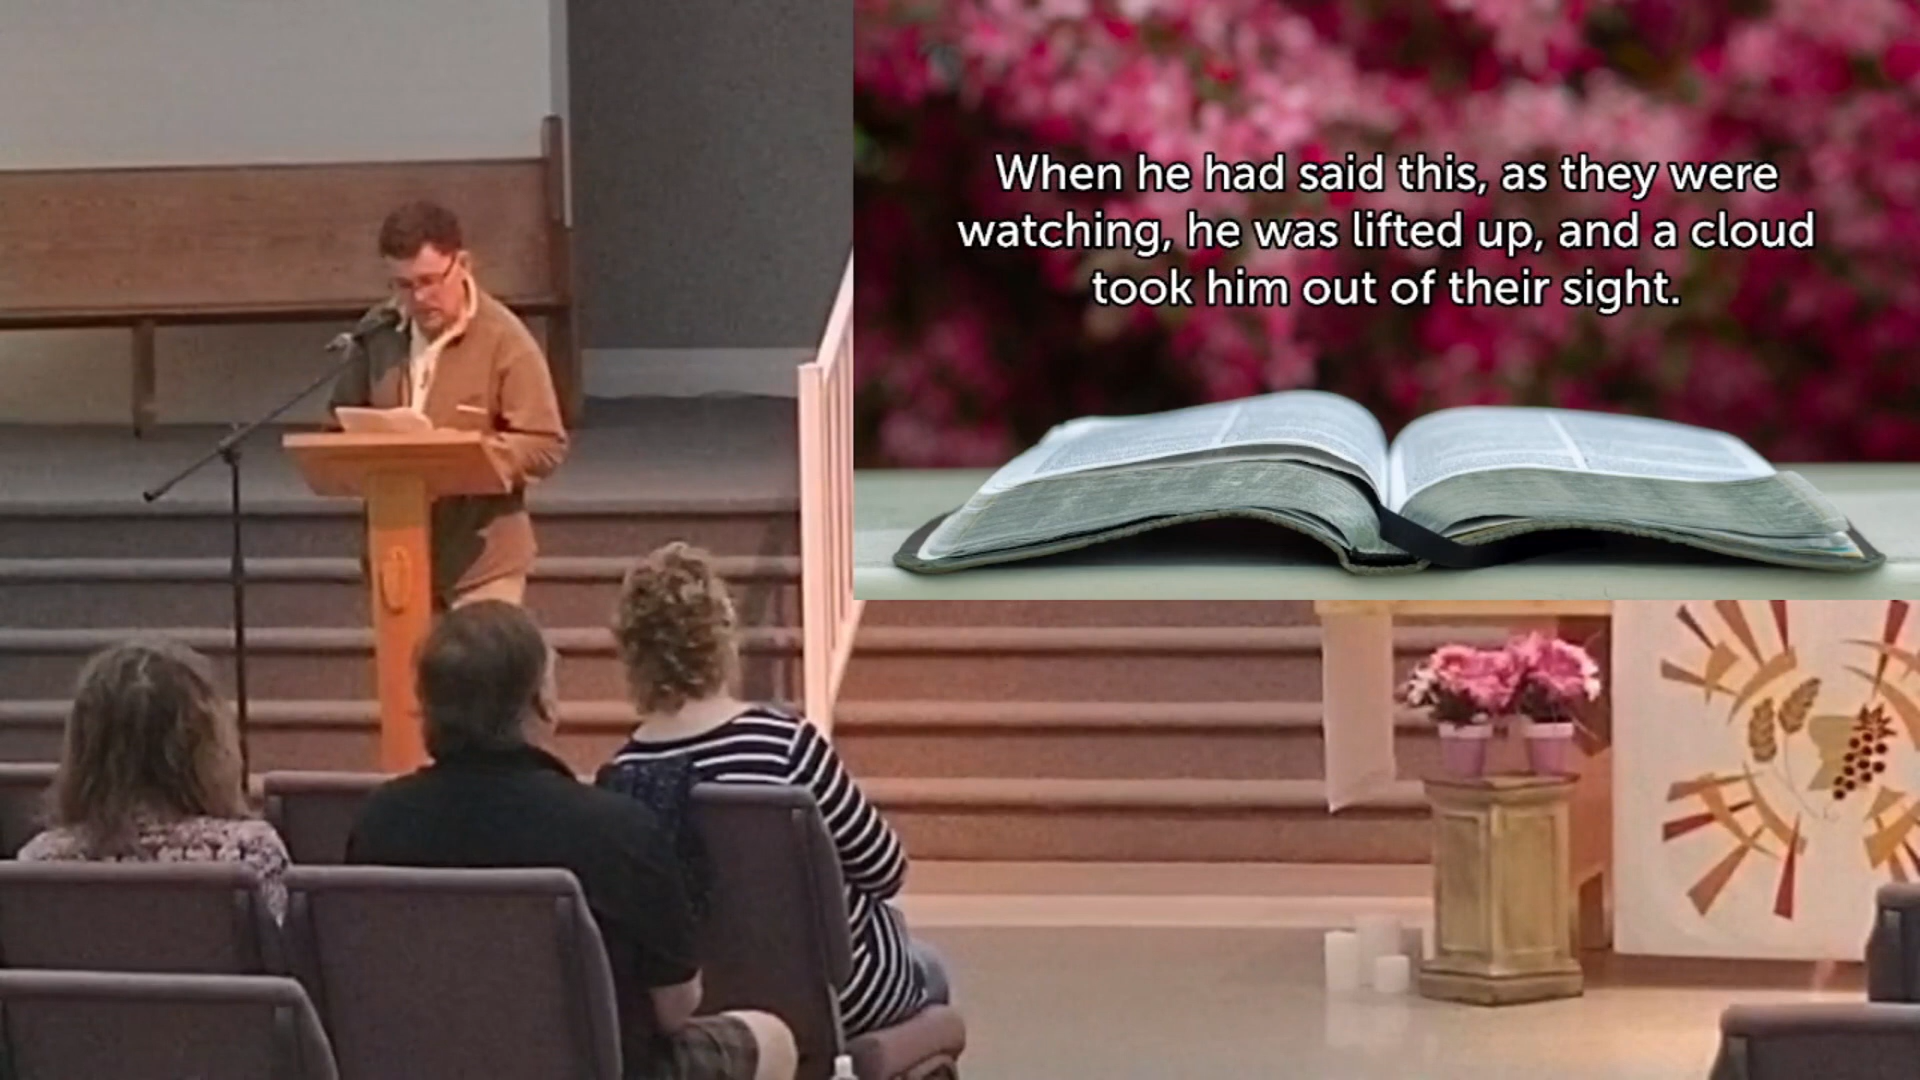 When he had said this, as they were
watching, he was lifted up, and a cloud
took him out of their sight.